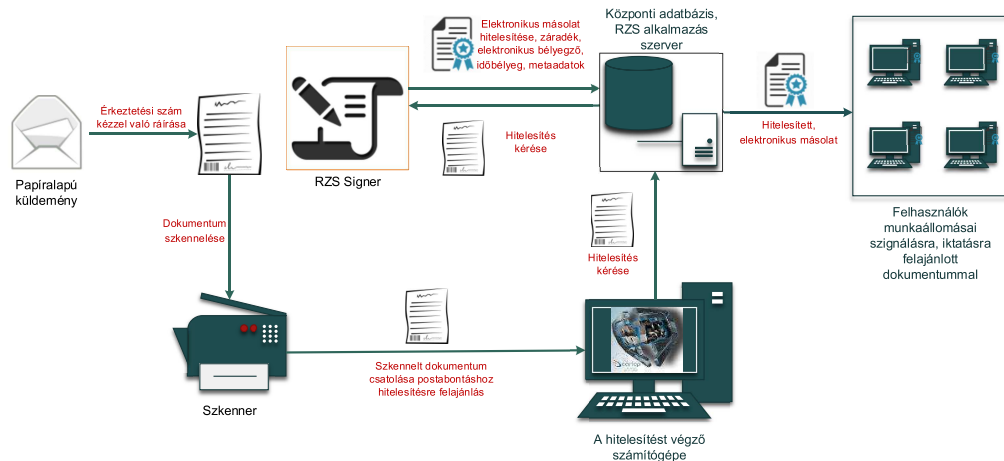 Érkeztetési szám
kézzel való ráírása
Papíralapú
küldemény
Dokumentum
szkennelése
RZS Signer
Elektronikus másolat
hitelesítése, záradék,
elektronikus bélyegző,
időbélyeg, metaadatok
Hitelesítés
kérése
Központi adatbázis,
RZS alkalmazás
szerver
Hitelesített,
elektronikus másolat
Felhasználók
munkaállomásai
szignálásra, iktatásra
felajánlott
dokumentummal
Hitelesítés
kérése
Szkenner
Szkennelt dokumentum
csatolása postabontáshoz
hitelesítésre felajánlás
A hitelesítést végző
számítógépe